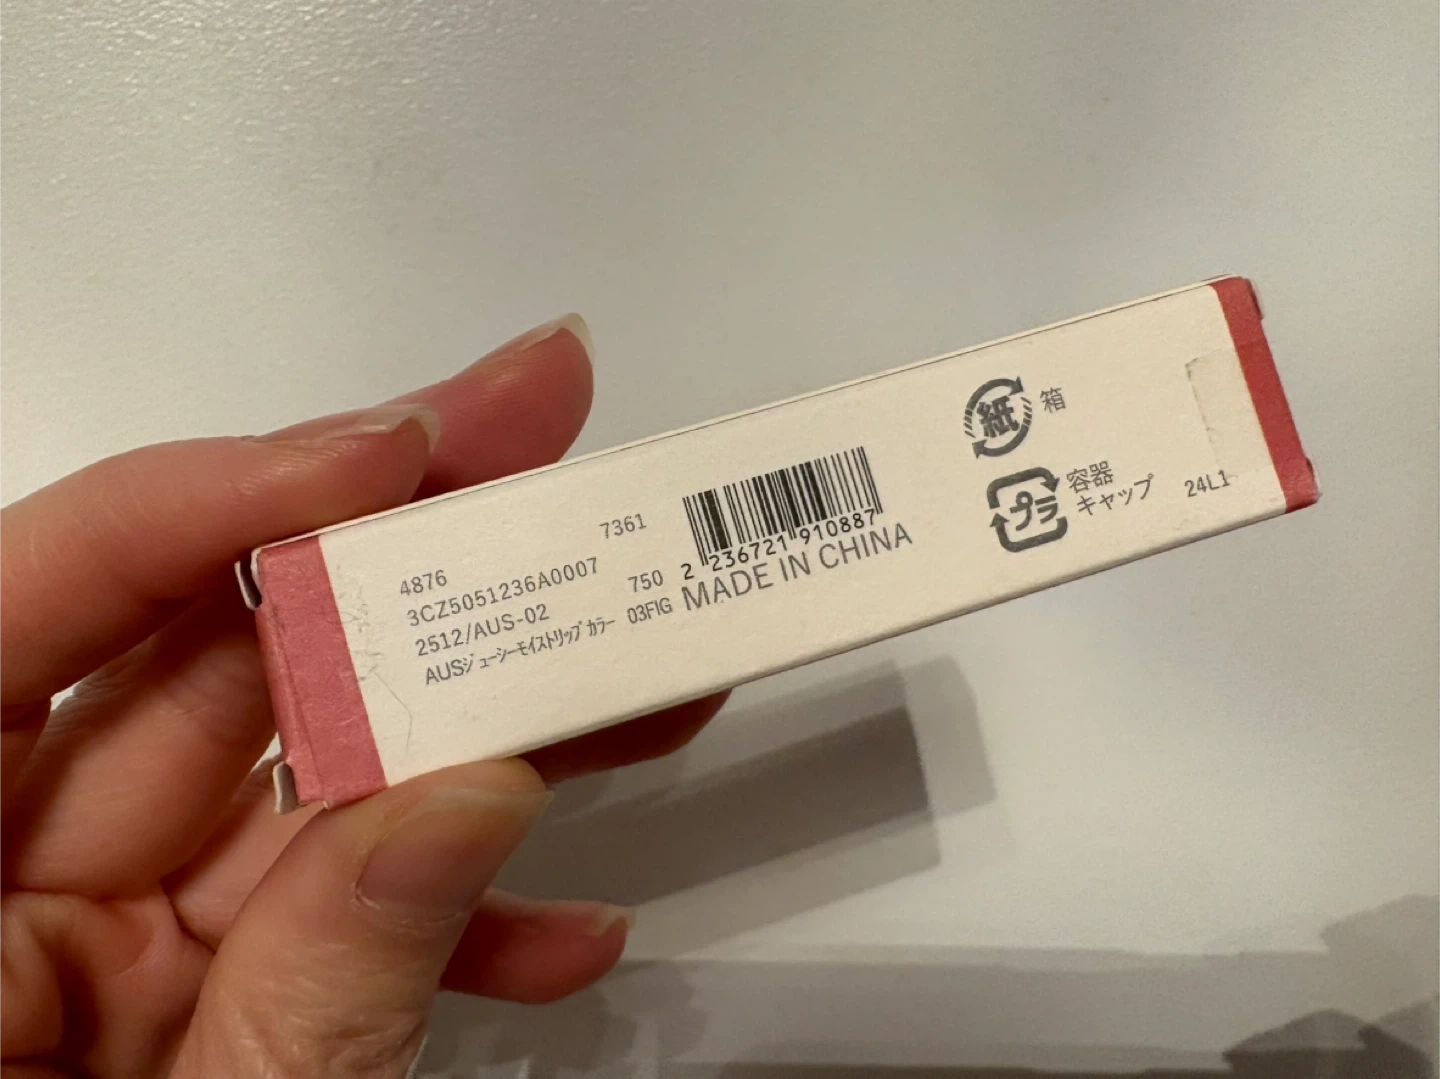 4876
7361
3CZ5051236A0007
2512/AUS-02
750
AUSジューシーモイストリップカラー 03FIG
2 236721 910887
MADE IN CHINA
紙
箱
プラ
容器
キャップ
24L1